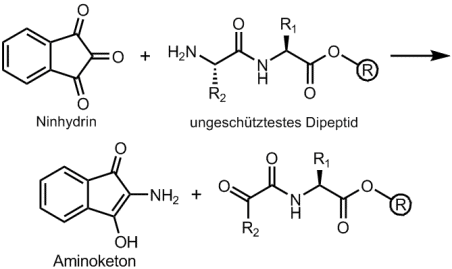 O
O
O
Ninhydrin
+
H₂N
R₂
O
N
H
R₁
O
O
R
ungeschütztestes Dipeptid
O
NH₂
OH
Aminoketon
+
O
R₂
O
N
H
R₁
O
O
R